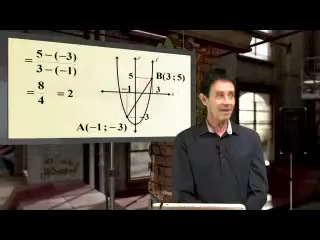 = 5 − (−3) / 3 − (−1)
= 8 / 4 = 2
y f
5 B(3 ; 5)
−1 3 x
−3
A(−1 ; −3)